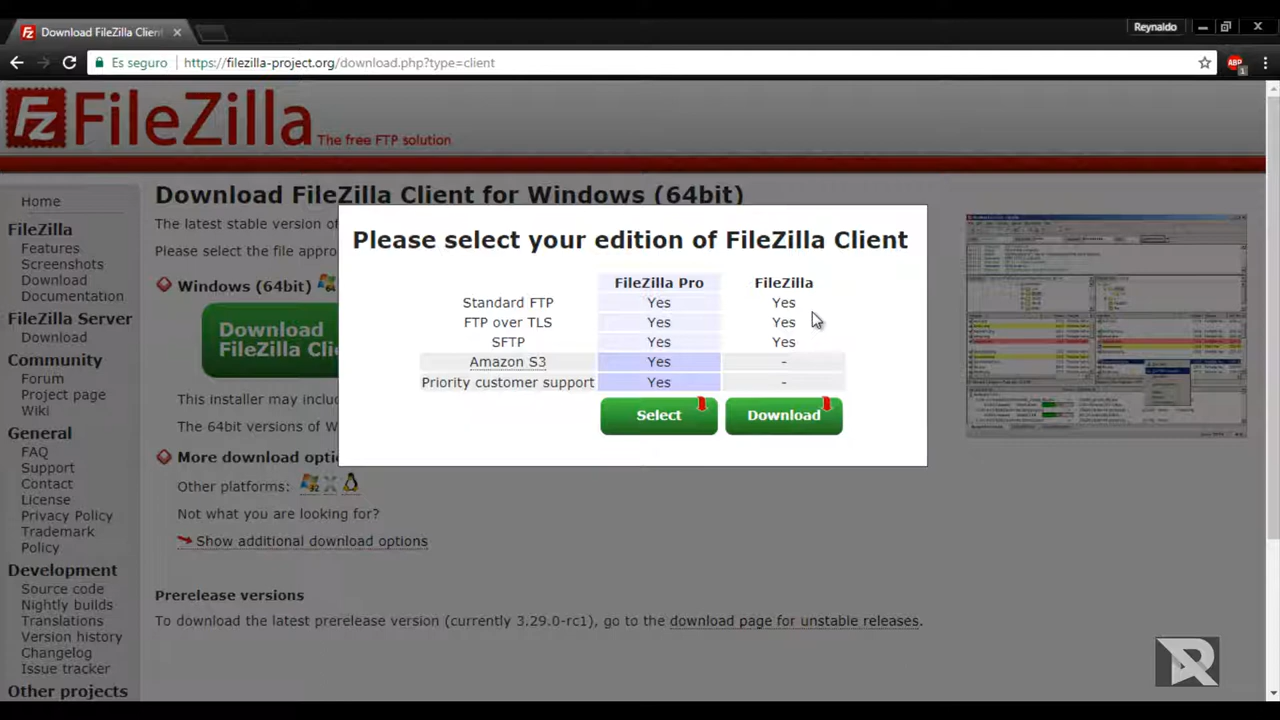 Download FileZilla Client
Reynaldo
Es seguro
https://filezilla-project.org/download.php?type=client
ABP
1
FileZilla The free FTP solution
Home
FileZilla
Features
Screenshots
Download
Documentation
FileZilla Server
Download
Community
Forum
Project page
Wiki
General
FAQ
Support
Contact
License
Privacy Policy
Trademark
Policy
Development
Source code
Nightly builds
Translations
Version history
Changelog
Issue tracker
Other projects
Download FileZilla Client for Windows (64bit)
The latest stable version of
Please select the file appro
Windows (64bit)
Download
FileZilla Clie
This installer may include
The 64bit versions of W
More download optio
Other platforms:
Not what you are looking for?
Show additional download options
Prerelease versions
To download the latest prerelease version (currently 3.29.0-rc1), go to the download page for unstable releases.
Please select your edition of FileZilla Client
FileZilla Pro FileZilla
Standard FTP Yes Yes
FTP over TLS Yes Yes
SFTP Yes Yes
Amazon S3 Yes -
Priority customer support Yes -
Select Download